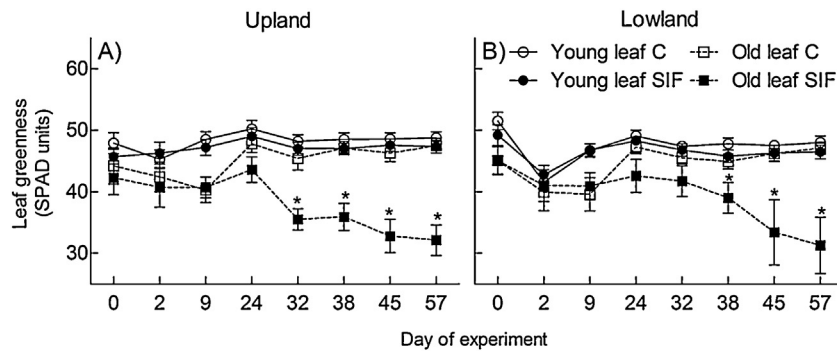 Upland
Lowland
A)
B)
Young leaf C
Old leaf C
Young leaf SIF
Old leaf SIF
Leaf greenness
(SPAD units)
60
50
40
30
* * * *
* * *
0 2 9 24 32 38 45 57
0 2 9 24 32 38 45 57
Day of experiment